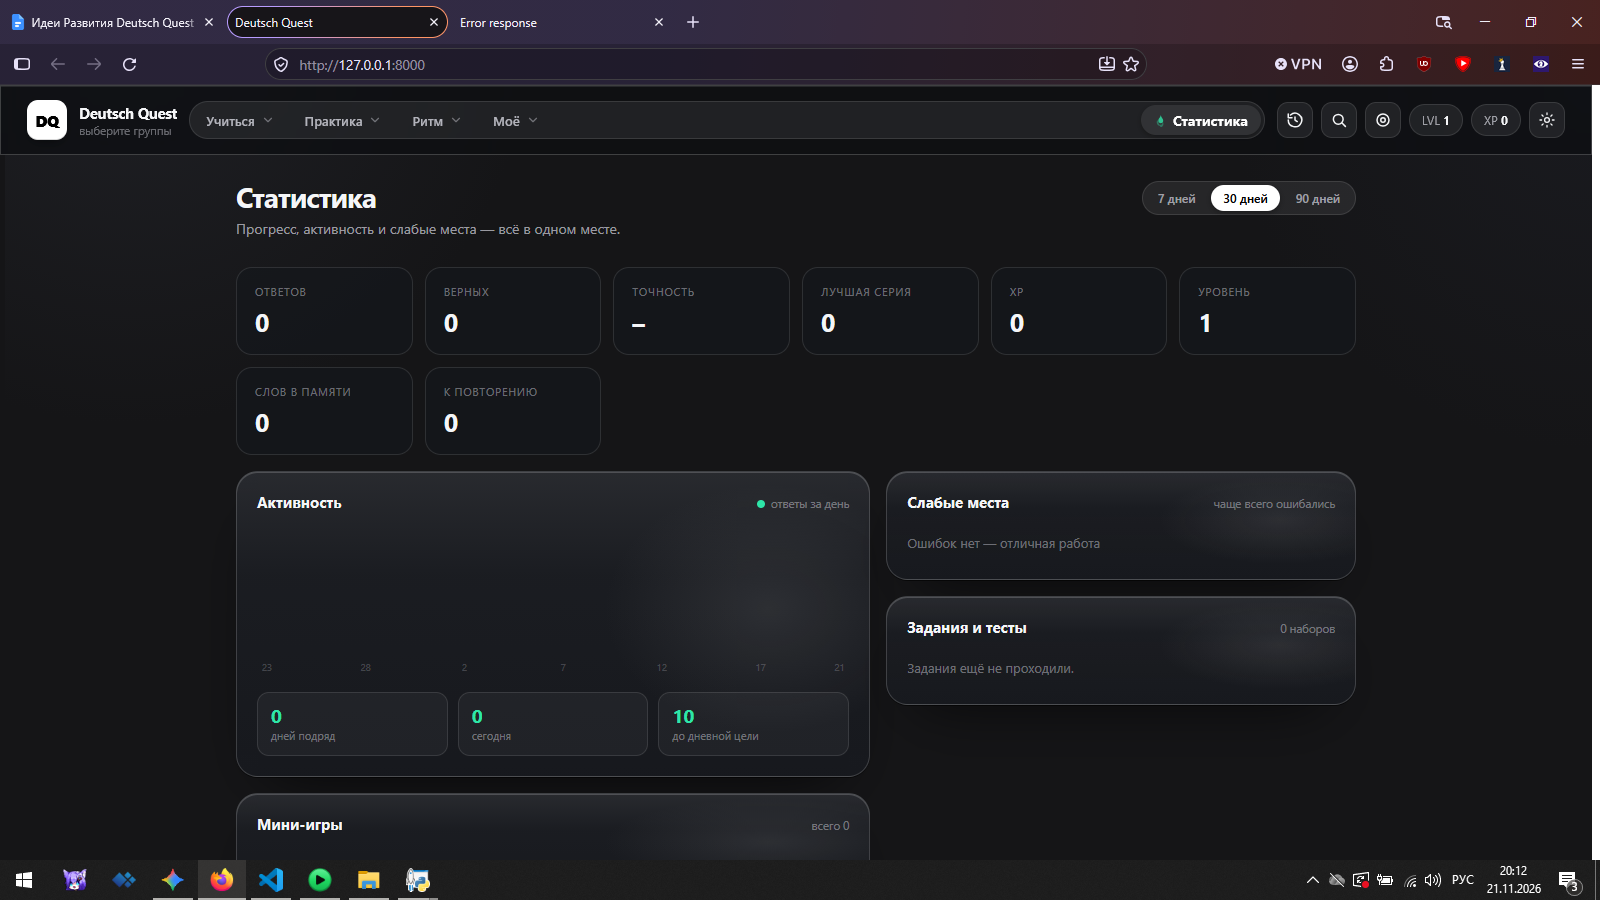 Идеи Развития Deutsch Quest
Deutsch Quest
Error response
http://127.0.0.1:8000
VPN
DQ
Deutsch Quest
выберите группы
Учиться
Практика
Ритм
Моё
Статистика
LVL 1
XP 0
Статистика
Прогресс, активность и слабые места — всё в одном месте.
7 дней
30 дней
90 дней
ОТВЕТОВ
0
ВЕРНЫХ
0
ТОЧНОСТЬ
–
ЛУЧШАЯ СЕРИЯ
0
XP
0
УРОВЕНЬ
1
СЛОВ В ПАМЯТИ
0
К ПОВТОРЕНИЮ
0
Активность
ответы за день
23 28 2 7 12 17 21
0
дней подряд
0
сегодня
10
до дневной цели
Слабые места
чаще всего ошибались
Ошибок нет — отличная работа
Задания и тесты
0 наборов
Задания ещё не проходили.
Мини-игры
всего 0
РУС
20:12
21.11.2026
3